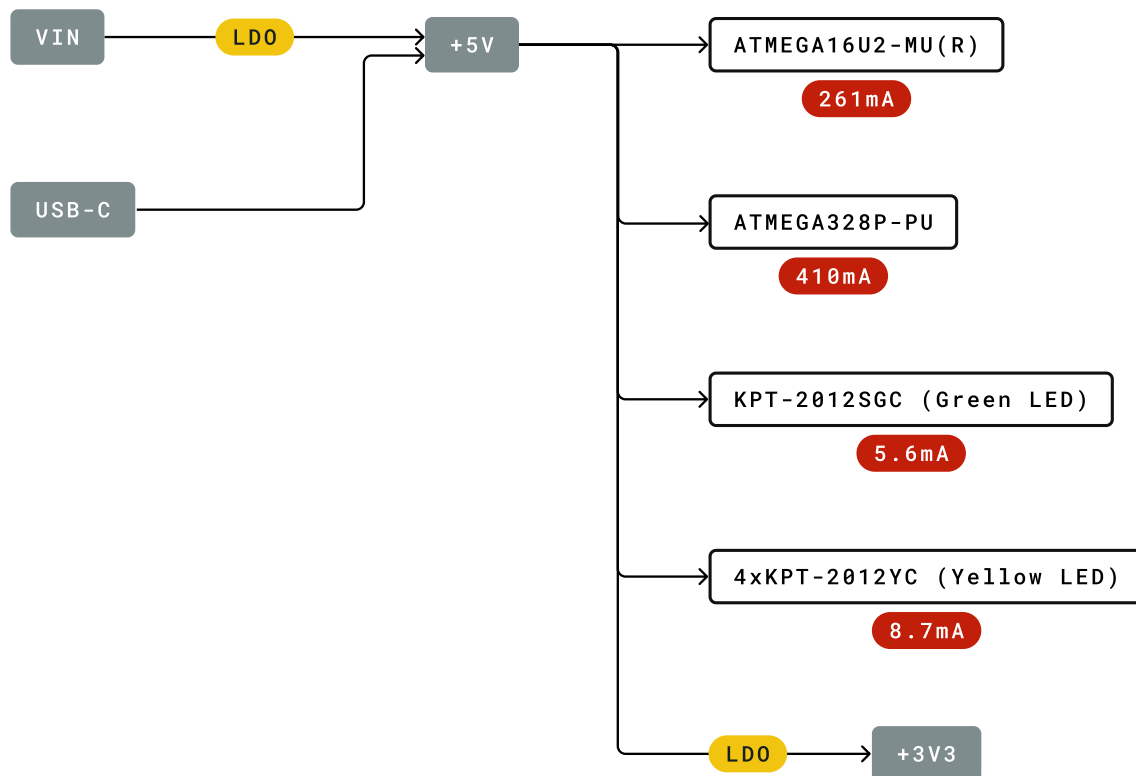 VIN
LDO
+5V
ATMEGA16U2-MU(R)
261mA
USB-C
ATMEGA328P-PU
410mA
KPT-2012SGC (Green LED)
5.6mA
4xKPT-2012YC (Yellow LED)
8.7mA
LDO
+3V3